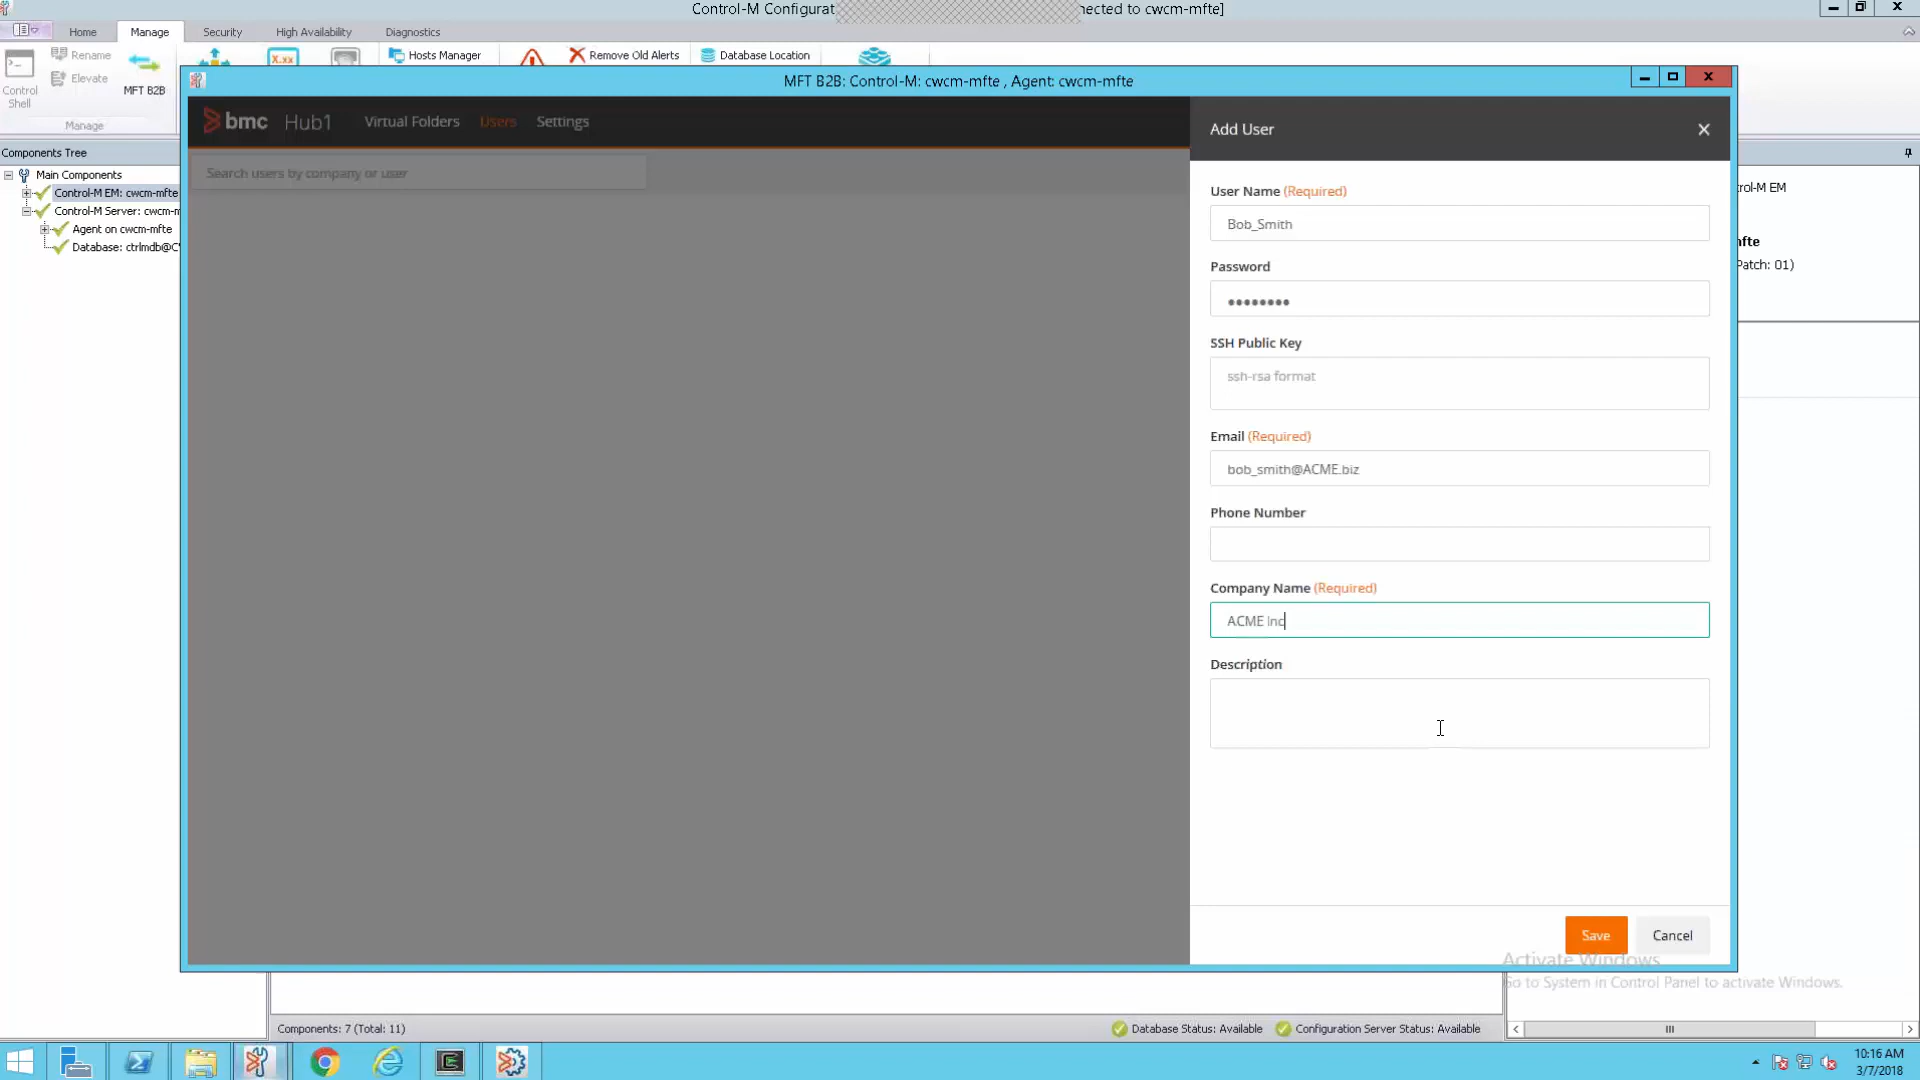 Control-M Configurat
nected to cwcm-mfte]
Home
Manage
Security
High Availability
Diagnostics
Control
Shell
Rename
Elevate
MFT B2B
X.xx
Hosts Manager
Remove Old Alerts
Database Location
Manage
MFT B2B: Control-M: cwcm-mfte , Agent: cwcm-mfte
Components Tree
Main Components
Control-M EM: cwcm-mfte
Control-M Server: cwcm-m
Agent on cwcm-mfte
Database: ctrlmdb@C
bmc Hub1
Virtual Folders
Users
Settings
Search users by company or user
Add User
User Name (Required)
Bob_Smith
Password
••••••••
SSH Public Key
ssh-rsa format
Email (Required)
bob_smith@ACME.biz
Phone Number
Company Name (Required)
ACME Inc
Description
Save
Cancel
rol-M EM
mfte
Patch: 01)
Activate Windows
Go to System in Control Panel to activate Windows.
Components: 7 (Total: 11)
Database Status: Available
Configuration Server Status: Available
10:16 AM
3/7/2018